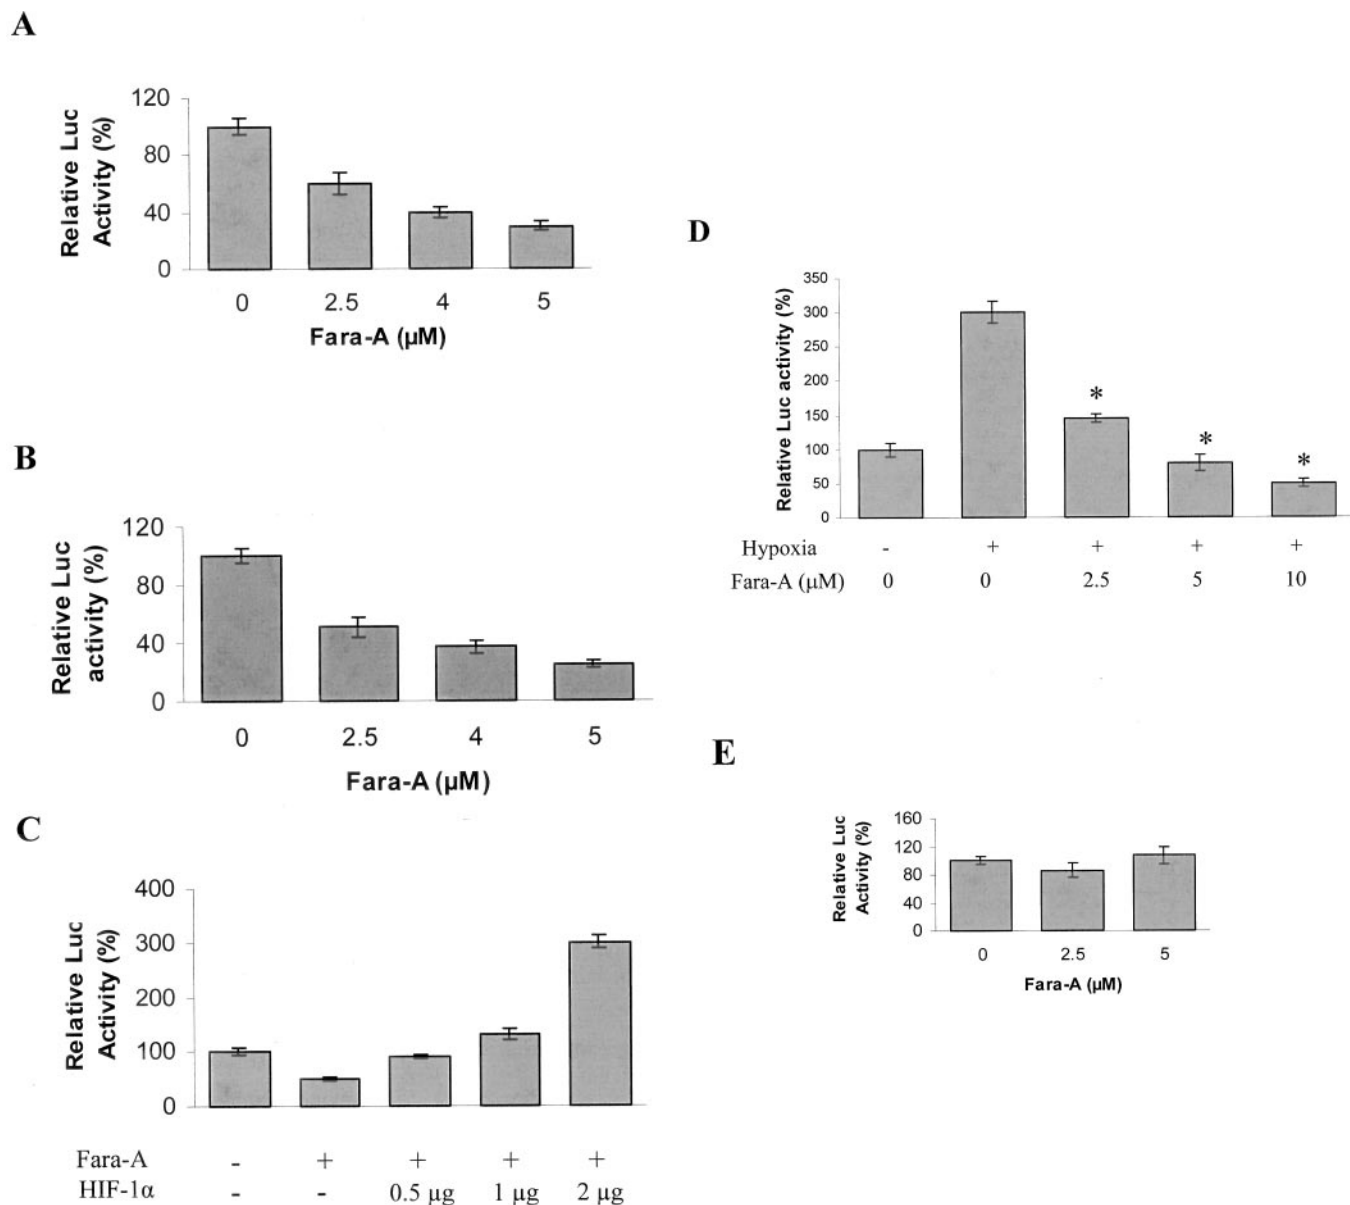 A
Relative Luc
Activity (%)
120
80
40
0
0 2.5 4 5
Fara-A (µM)
B
Relative Luc
activity (%)
120
80
40
0
0 2.5 4 5
Fara-A (µM)
C
Relative Luc
Activity (%)
400
300
200
100
0
Fara-A - + + + +
HIF-1α - - 0.5 µg 1 µg 2 µg
D
Relative Luc activity (%)
350
300
250
200
150
100
50
0
* * *
Hypoxia - + + + +
Fara-A (µM) 0 0 2.5 5 10
E
Relative Luc
Activity (%)
160
120
80
40
0
0 2.5 5
Fara-A (µM)